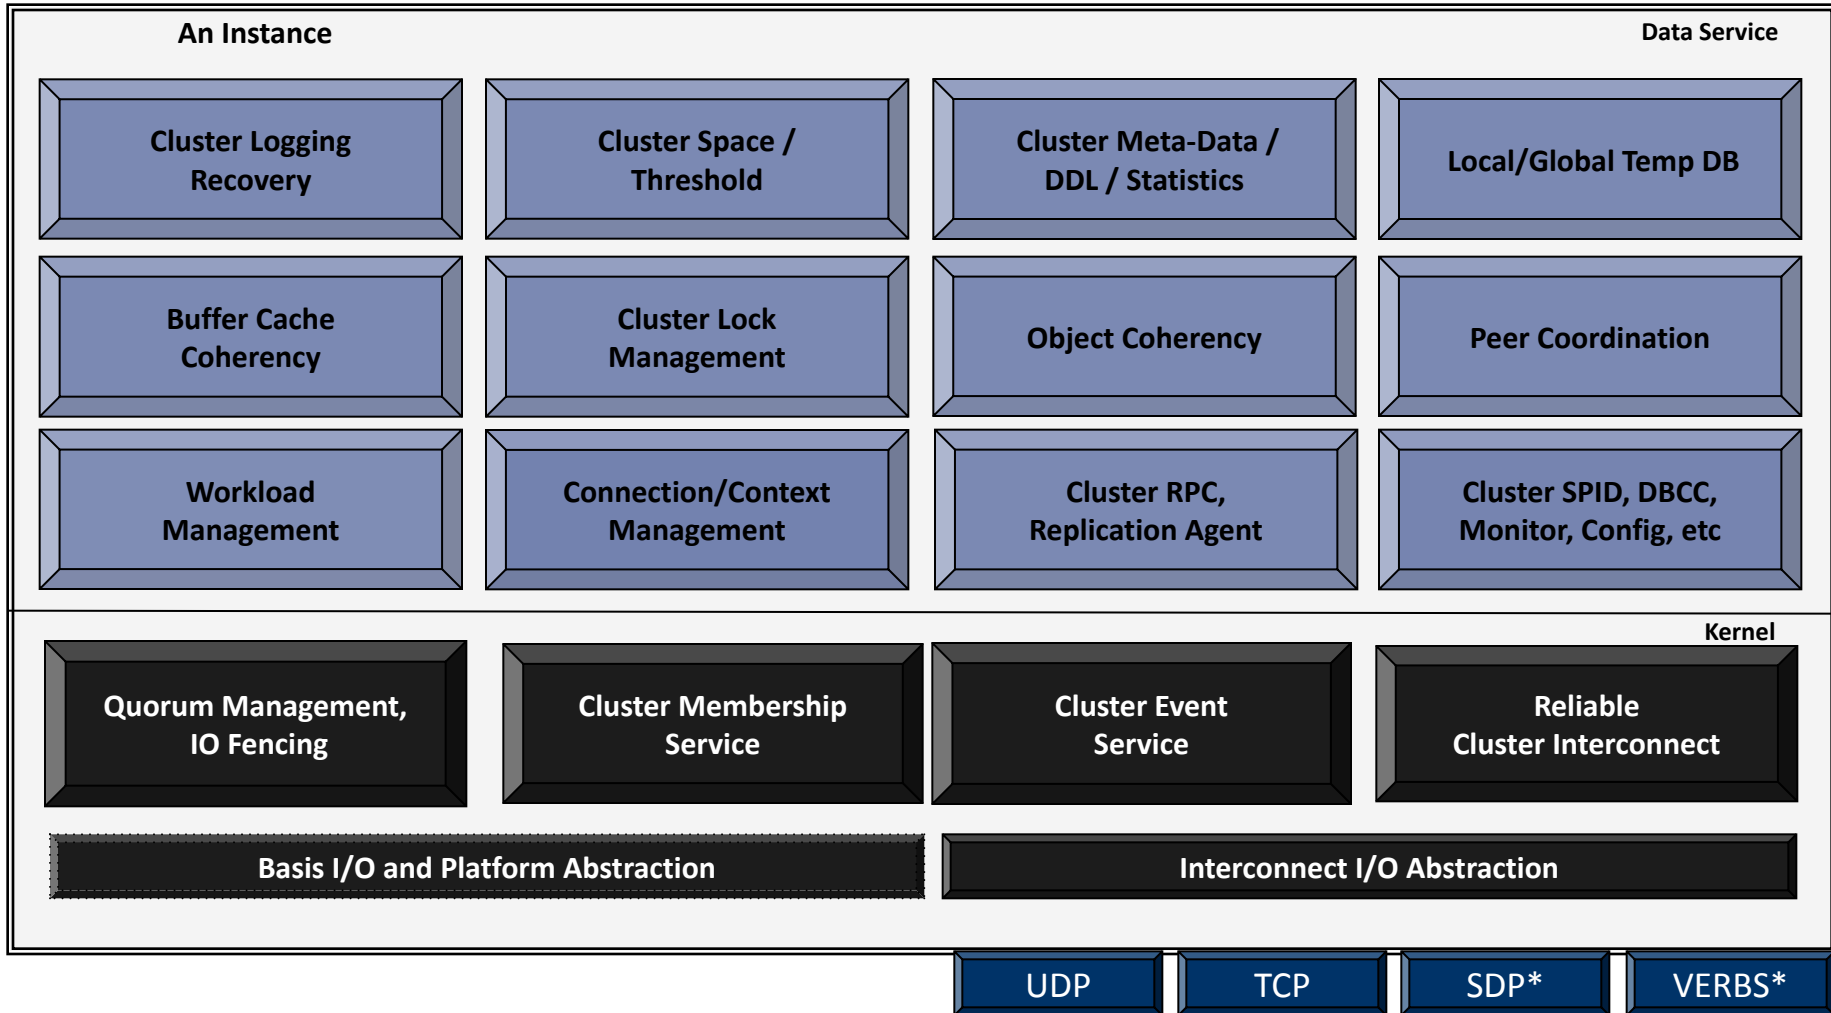 An Instance
Data Service
Cluster Logging
Recovery
Cluster Space /
Threshold
Cluster Meta-Data /
DDL / Statistics
Local/Global Temp DB
Buffer Cache
Coherency
Cluster Lock
Management
Object Coherency
Peer Coordination
Workload
Management
Connection/Context
Management
Cluster RPC,
Replication Agent
Cluster SPID, DBCC,
Monitor, Config, etc
Kernel
Quorum Management,
IO Fencing
Cluster Membership
Service
Cluster Event
Service
Reliable
Cluster Interconnect
Basis I/O and Platform Abstraction
Interconnect I/O Abstraction
UDP
TCP
SDP*
VERBS*